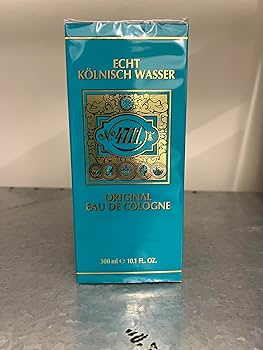 ECHT
KÖLNISCH WASSER
No 4711
ORIGINAL
EAU DE COLOGNE
300 ml ℮ 10.1 FL. OZ.